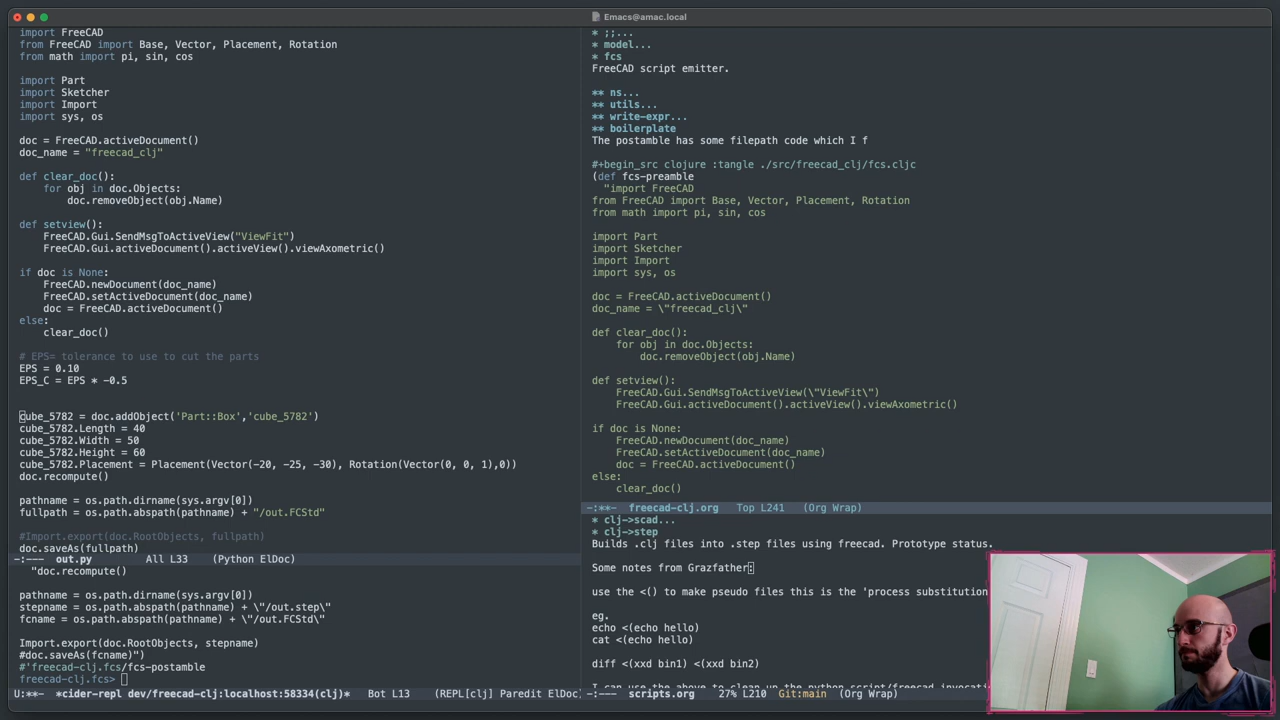 Emacs@amac.local
import FreeCAD
from FreeCAD import Base, Vector, Placement, Rotation
from math import pi, sin, cos
import Part
import Sketcher
import Import
import sys, os
doc = FreeCAD.activeDocument()
doc_name = "freecad_clj"
def clear_doc():
    for obj in doc.Objects:
        doc.removeObject(obj.Name)
def setview():
    FreeCAD.Gui.SendMsgToActiveView("ViewFit")
    FreeCAD.Gui.activeDocument().activeView().viewAxometric()
if doc is None:
    FreeCAD.newDocument(doc_name)
    FreeCAD.setActiveDocument(doc_name)
    doc = FreeCAD.activeDocument()
else:
    clear_doc()
# EPS= tolerance to use to cut the parts
EPS = 0.10
EPS_C = EPS * -0.5
cube_5782 = doc.addObject('Part::Box','cube_5782')
cube_5782.Length = 40
cube_5782.Width = 50
cube_5782.Height = 60
cube_5782.Placement = Placement(Vector(-20, -25, -30), Rotation(Vector(0, 0, 1),0))
doc.recompute()
pathname = os.path.dirname(sys.argv[0])
fullpath = os.path.abspath(pathname) + "/out.FCStd"
#Import.export(doc.RootObjects, fullpath)
doc.saveAs(fullpath)
-:---  out.py        All L33    (Python ElDoc)
  "doc.recompute()
pathname = os.path.dirname(sys.argv[0])
stepname = os.path.abspath(pathname) + \"/out.step\"
fcname = os.path.abspath(pathname) + \"/out.FCStd\"
Import.export(doc.RootObjects, stepname)
#doc.saveAs(fcname)")
#'freecad-clj.fcs/fcs-postamble
freecad-clj.fcs>
U:**-  *cider-repl dev/freecad-clj:localhost:58334(clj)*   Bot L13    (REPL[clj] Paredit ElDoc
* ;;...
* model...
* fcs
FreeCAD script emitter.
** ns...
** utils...
** write-expr...
** boilerplate
The postamble has some filepath code which I f
#+begin_src clojure :tangle ./src/freecad_clj/fcs.cljc
(def fcs-preamble
  "import FreeCAD
from FreeCAD import Base, Vector, Placement, Rotation
from math import pi, sin, cos
import Part
import Sketcher
import Import
import sys, os
doc = FreeCAD.activeDocument()
doc_name = \"freecad_clj\"
def clear_doc():
    for obj in doc.Objects:
        doc.removeObject(obj.Name)
def setview():
    FreeCAD.Gui.SendMsgToActiveView(\"ViewFit\")
    FreeCAD.Gui.activeDocument().activeView().viewAxometric()
if doc is None:
    FreeCAD.newDocument(doc_name)
    FreeCAD.setActiveDocument(doc_name)
    doc = FreeCAD.activeDocument()
else:
    clear_doc()
-:**-  freecad-clj.org   Top L241   (Org Wrap)
* clj->scad...
* clj->step
Builds .clj files into .step files using freecad. Prototype status.
Some notes from Grazfather:
use the <() to make pseudo files this is the 'process substitution
eg.
echo <(echo hello)
cat <(echo hello)
diff <(xxd bin1) <(xxd bin2)
I can use the above to clean up the python script/freecad invocati
-:---  scripts.org    27% L210  Git:main  (Org Wrap)